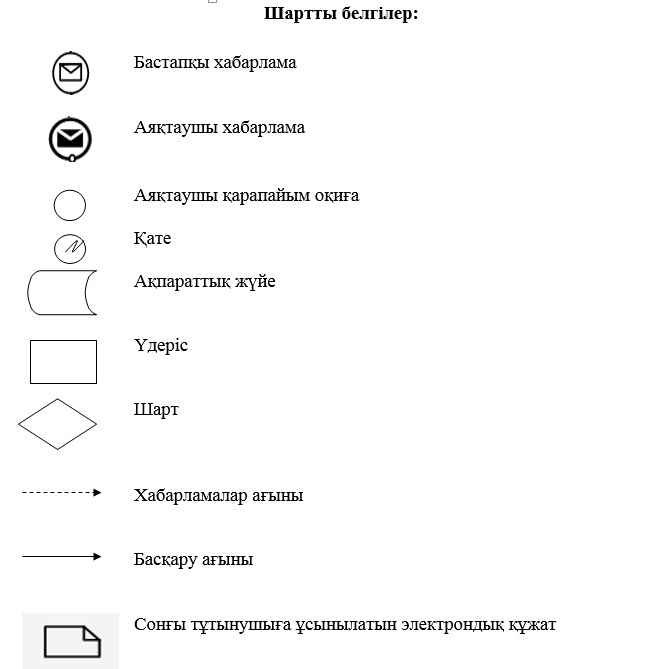 Шартты белгілер:
Бастапқы хабарлама
Аяқтаушы хабарлама
Аяқтаушы қарапайым оқиға
Қате
Ақпараттық жүйе
Үдеріс
Шарт
Хабарламалар ағыны
Басқару ағыны
Сонғы тұтынушыға ұсынылатын электрондық құжат